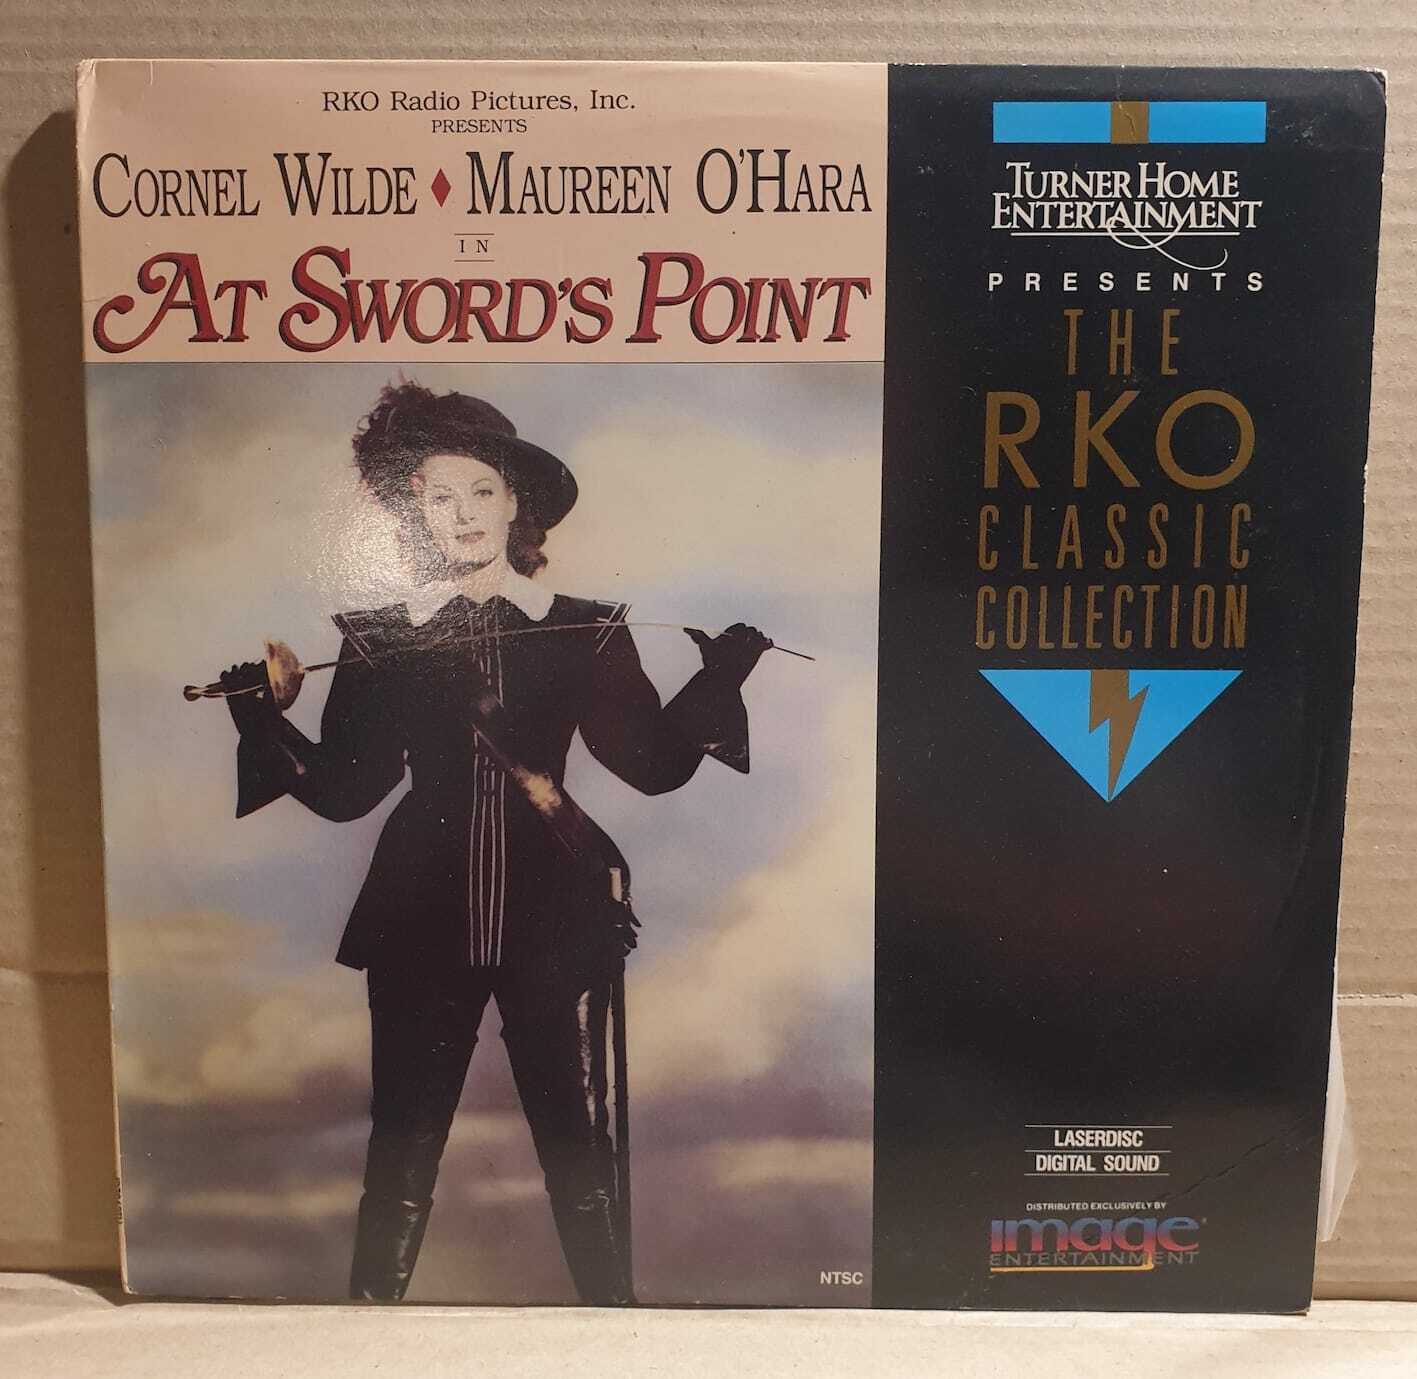 RKO Radio Pictures, Inc.
PRESENTS
CORNEL WILDE ♦ MAUREEN O'HARA
IN
AT SWORD'S POINT
NTSC
TURNER HOME
ENTERTAINMENT
PRESENTS
THE
RKO
CLASSIC
COLLECTION
LASERDISC
DIGITAL SOUND
DISTRIBUTED EXCLUSIVELY BY
image
ENTERTAINMENT